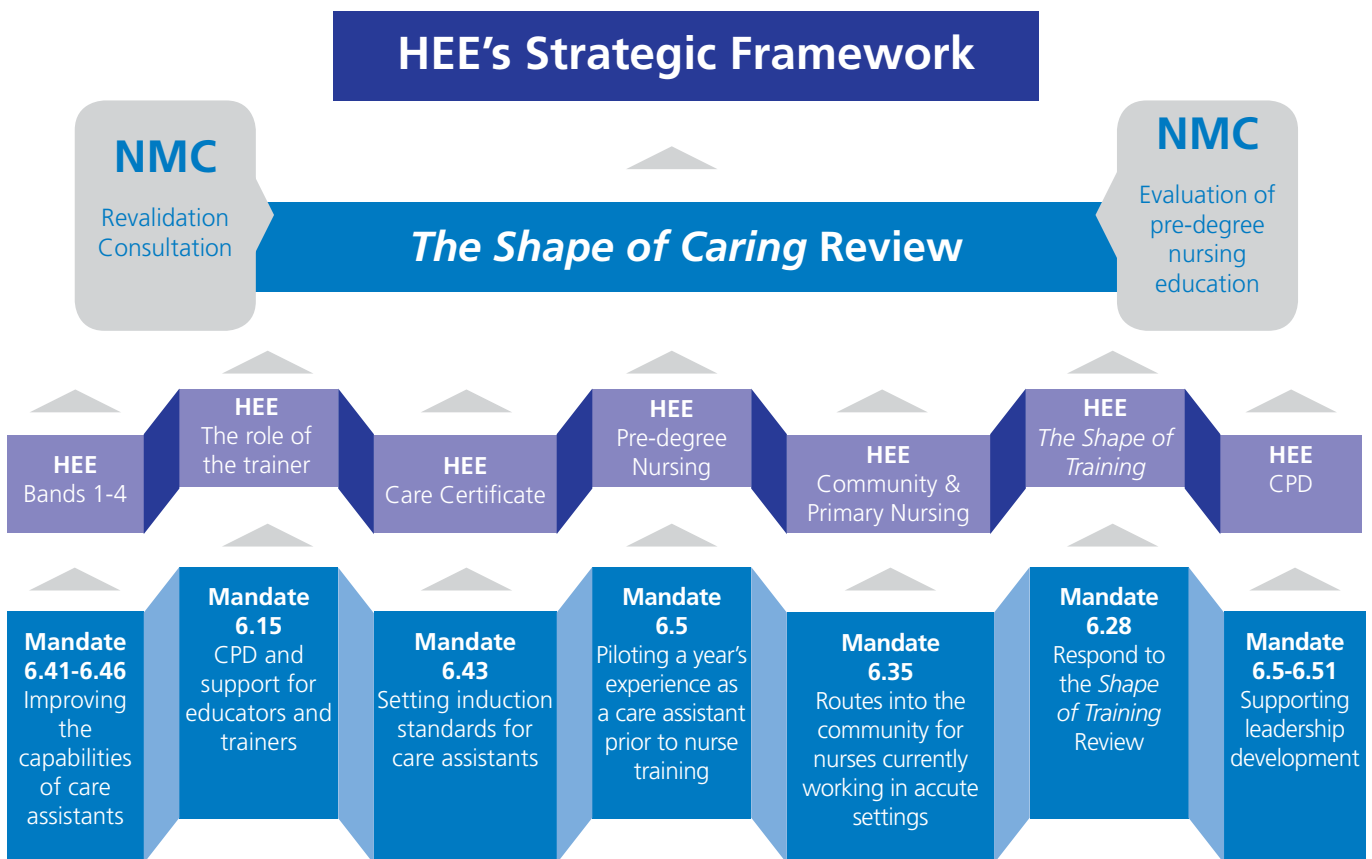 HEE's Strategic Framework
NMC
Revalidation
Consultation
The Shape of Caring Review
NMC
Evaluation of
pre-degree
nursing
education
HEE
Bands 1-4
HEE
The role of
the trainer
HEE
Care Certificate
HEE
Pre-degree
Nursing
HEE
Community &
Primary Nursing
HEE
The Shape of
Training
HEE
CPD
Mandate
6.41-6.46
Improving
the
capabilities
of care
assistants
Mandate
6.15
CPD and
support for
educators and
trainers
Mandate
6.43
Setting induction
standards for
care assistants
Mandate
6.5
Piloting a year's
experience as
a care assistant
prior to nurse
training
Mandate
6.35
Routes into the
community for
nurses currently
working in accute
settings
Mandate
6.28
Respond to
the Shape
of Training
Review
Mandate
6.5-6.51
Supporting
leadership
development